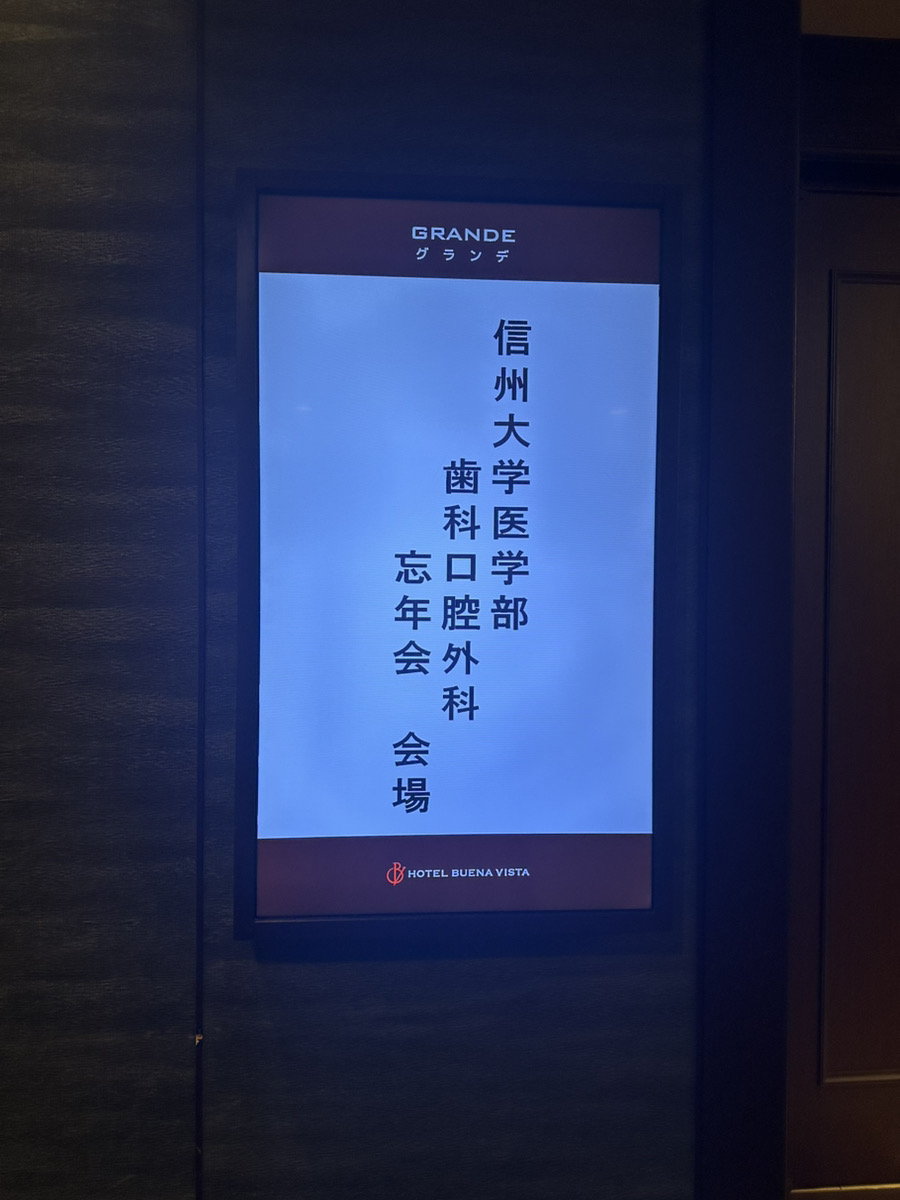 GRANDE
グランデ
信州大学医学部
歯科口腔外科
忘年会 会場
HOTEL BUENA VISTA